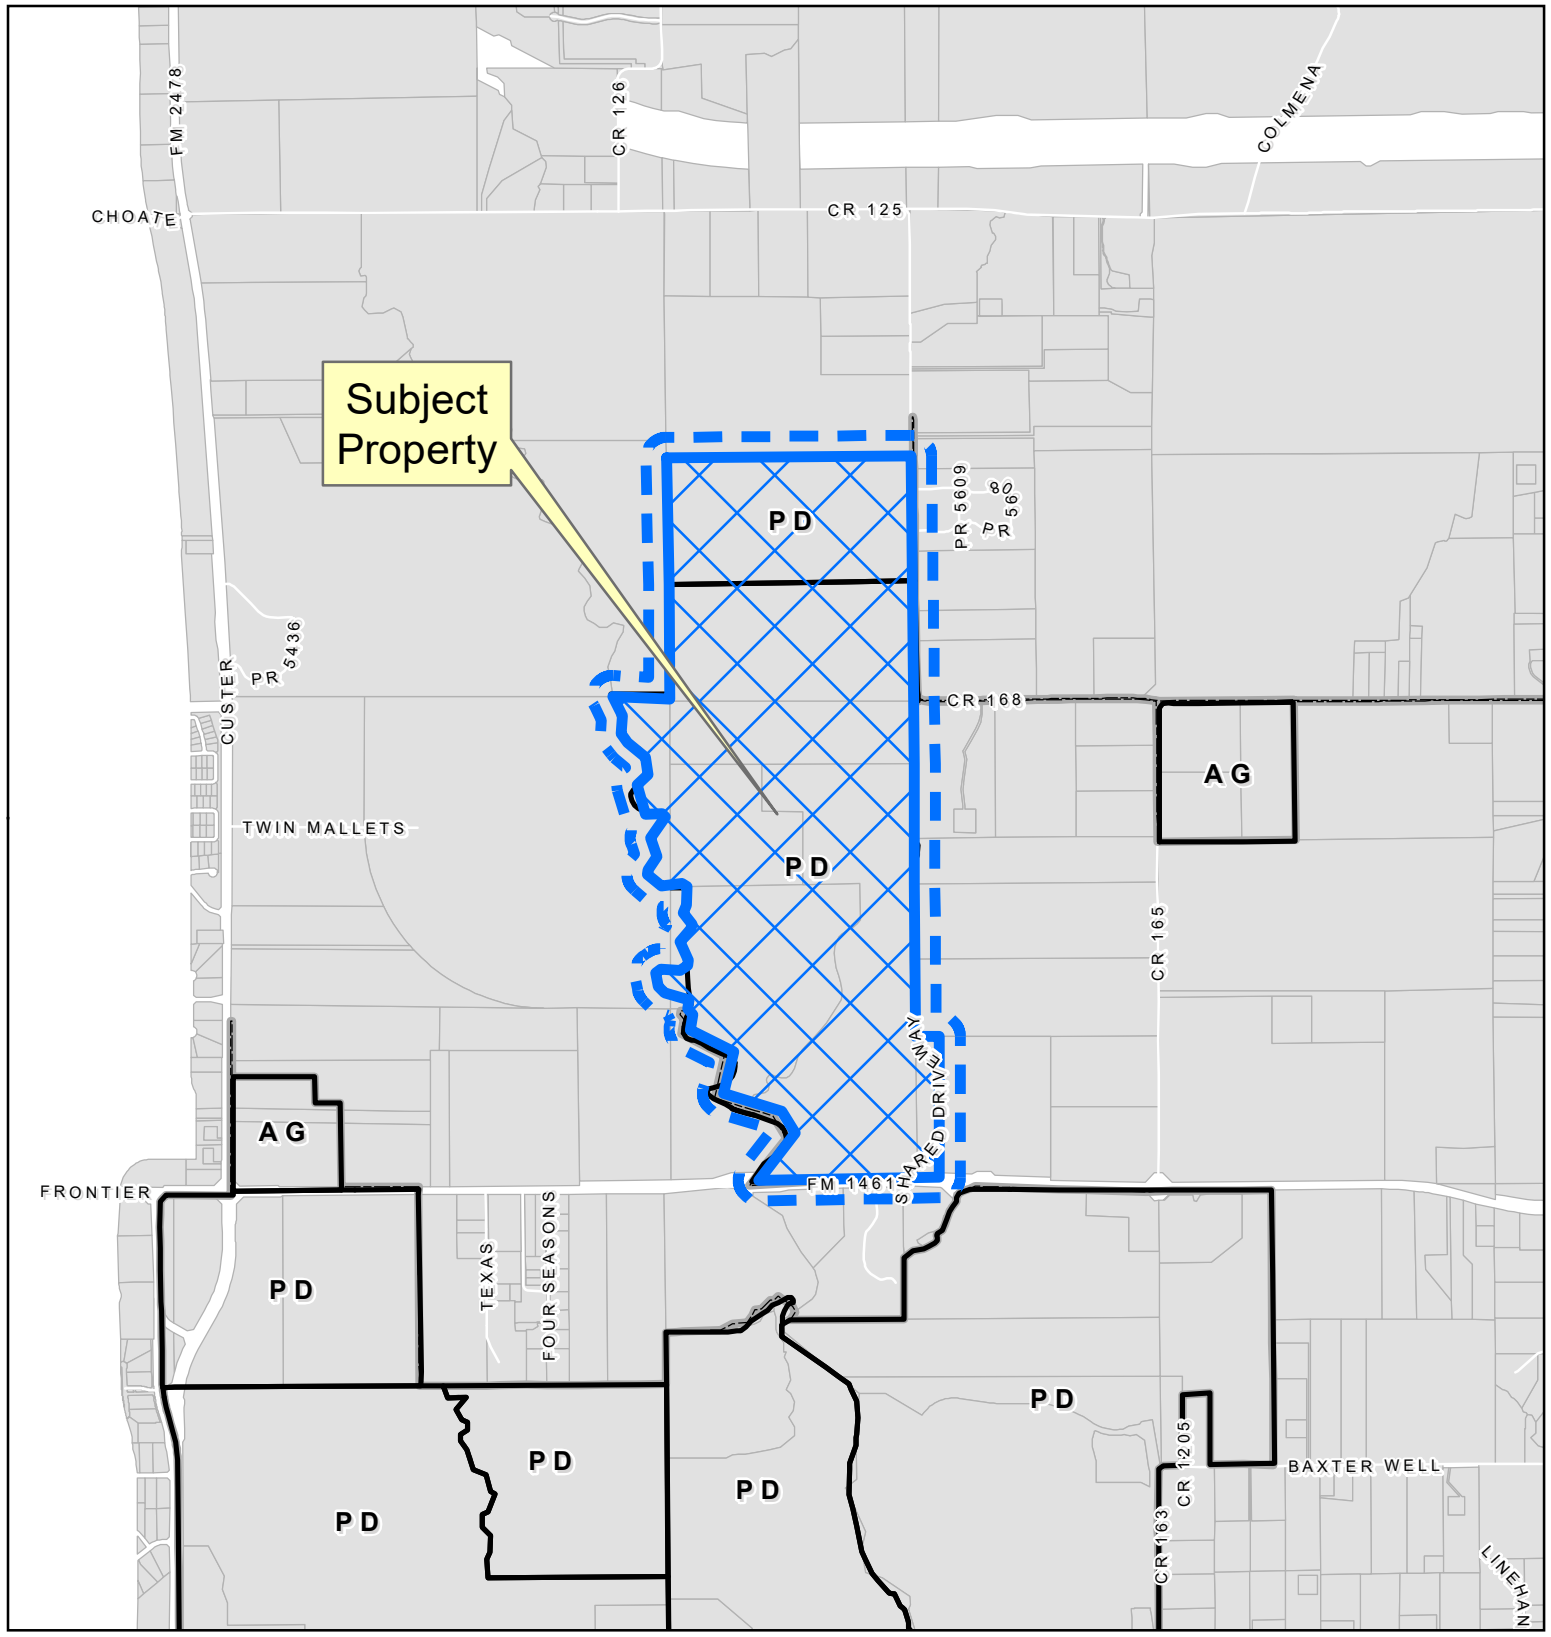 FM 2478
CR 126
COLMENA
CHOATE
CR 125
Subject
Property
PD
PR 5609
PR 5608
PR 5436
CUSTER
CR 168
AG
TWIN MALLETS
PD
CR 165
SHARED DRIVEWAY
AG
FRONTIER
FM 1461
TEXAS
FOUR SEASONS
PD
PD
PD
PD
PD
CR 1205
BAXTER WELL
CR 163
LINEHAN